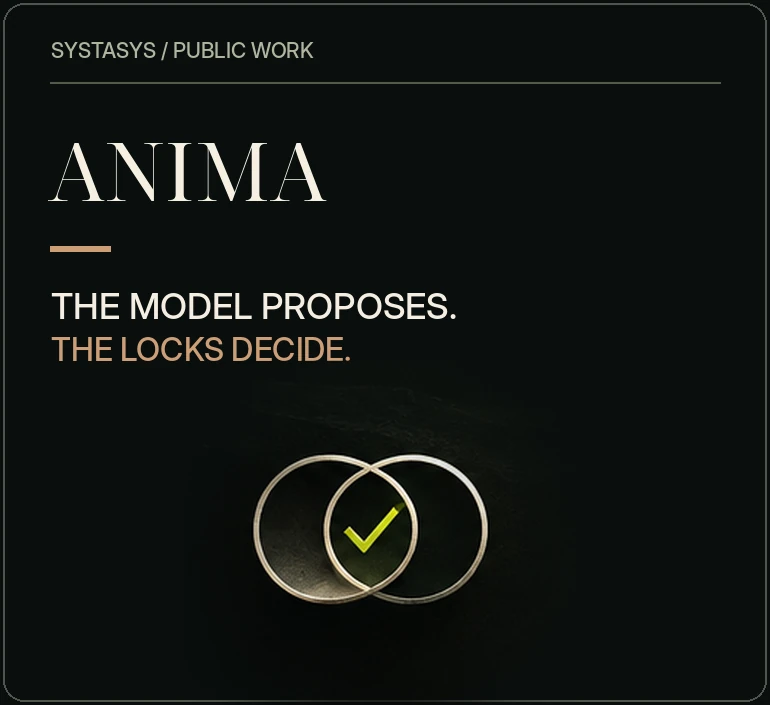 SYSTASYS / PUBLIC WORK
ANIMA
THE MODEL PROPOSES.
THE LOCKS DECIDE.